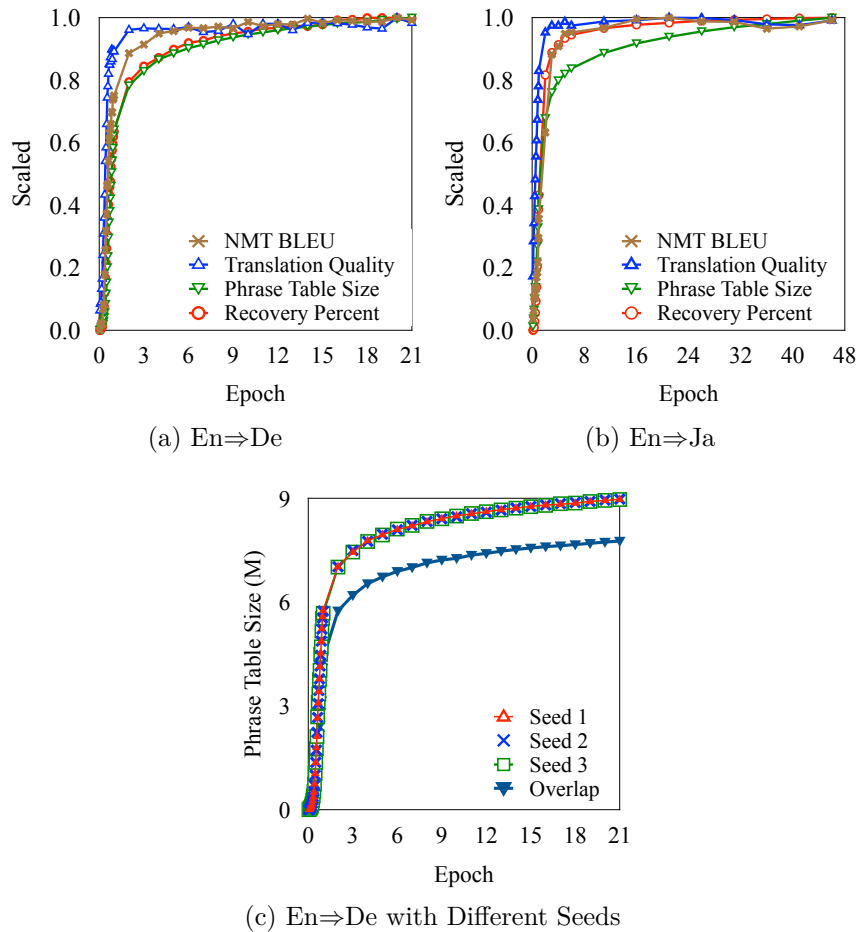 1.0
0.8
0.6
0.4
0.2
0.0
Scaled
NMT BLEU
Translation Quality
Phrase Table Size
Recovery Percent
0 3 6 9 12 15 18 21
Epoch
(a) En⇒De
1.0
0.8
0.6
0.4
0.2
0.0
Scaled
NMT BLEU
Translation Quality
Phrase Table Size
Recovery Percent
0 8 16 24 32 40 48
Epoch
(b) En⇒Ja
9
6
3
0
Phrase Table Size (M)
Seed 1
Seed 2
Seed 3
Overlap
0 3 6 9 12 15 18 21
Epoch
(c) En⇒De with Different Seeds